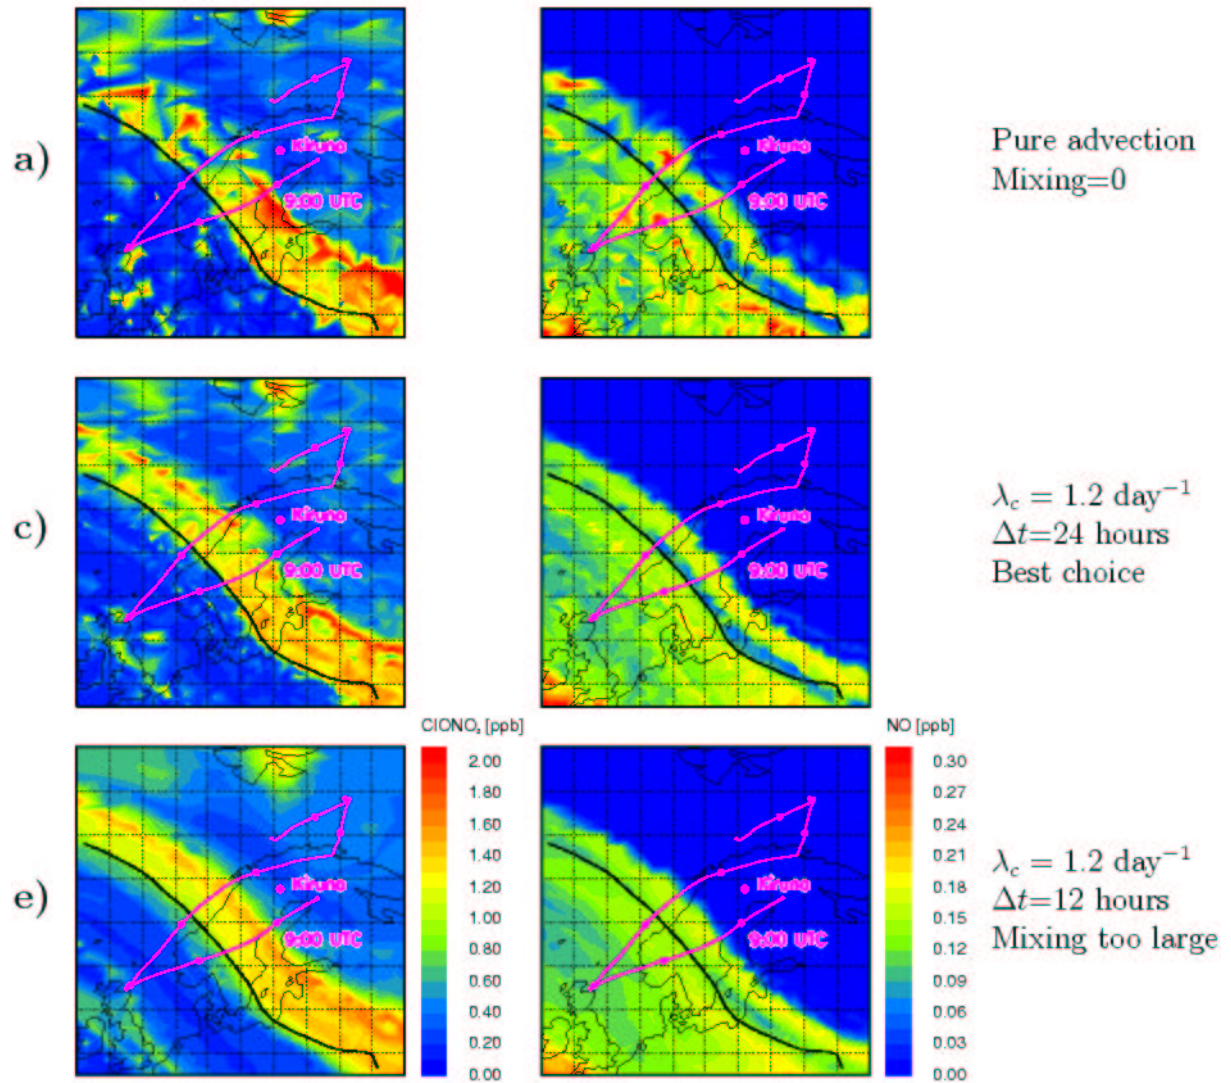 a)
Kiruna
9:00 UTC
Kiruna
9:00 UTC
Pure advection
Mixing=0
c)
Kiruna
9:00 UTC
Kiruna
9:00 UTC
λc = 1.2 day−1
Δt=24 hours
Best choice
ClONO₂ [ppb]
NO [ppb]
e)
Kiruna
9:00 UTC
2.00
1.80
1.60
1.40
1.20
1.00
0.80
0.60
0.40
0.20
0.00
Kiruna
9:00 UTC
0.30
0.27
0.25
0.20
0.18
0.15
0.12
0.09
0.06
0.03
0.00
λc = 1.2 day−1
Δt=12 hours
Mixing too large